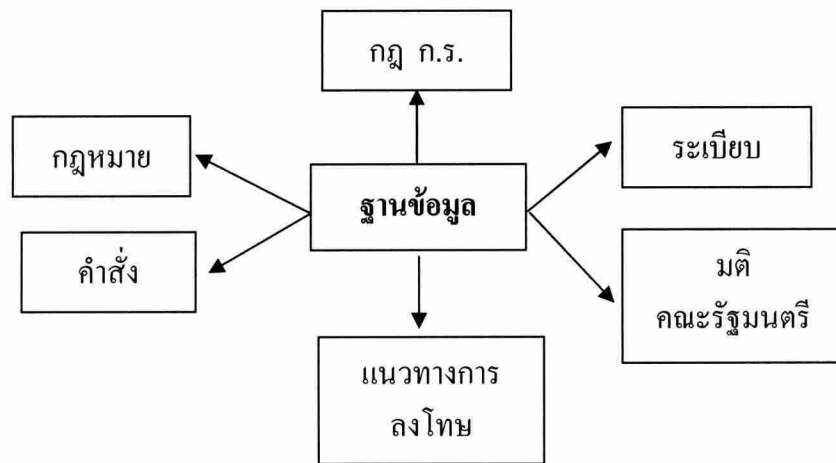 กฎ ก.ร.
กฎหมาย
ระเบียบ
ฐานข้อมูล
คำสั่ง
มติ
คณะรัฐมนตรี
แนวทางการ
ลงโทษ